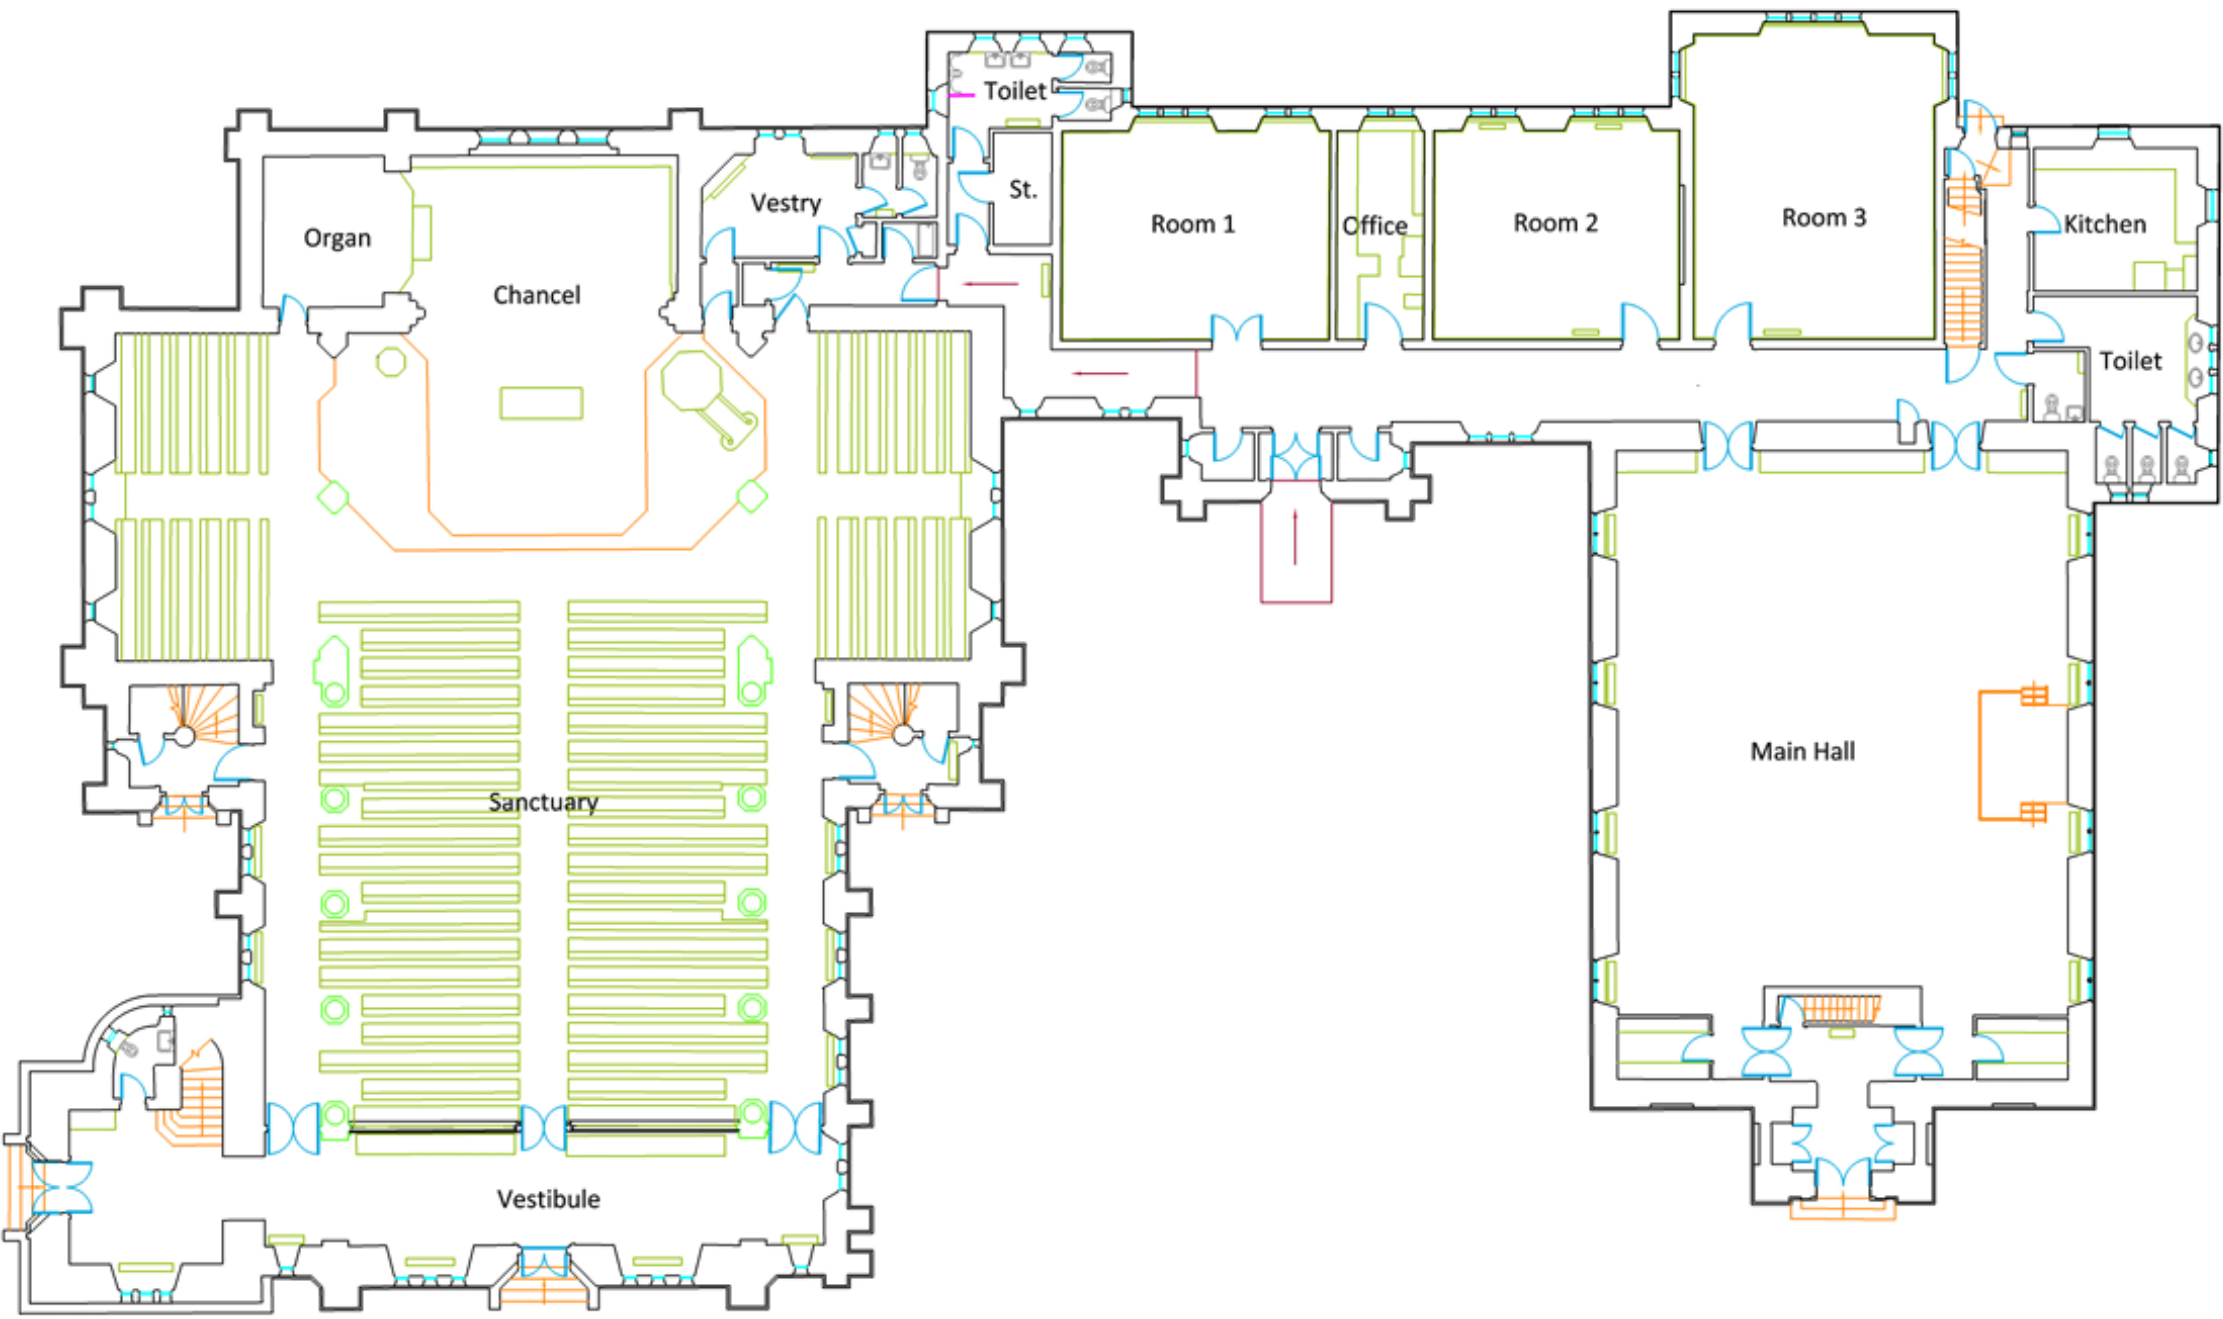 Toilet
St.
Vestry
Organ
Chancel
Room 1
Office
Room 2
Room 3
Kitchen
Toilet
Main Hall
Sanctuary
Vestibule